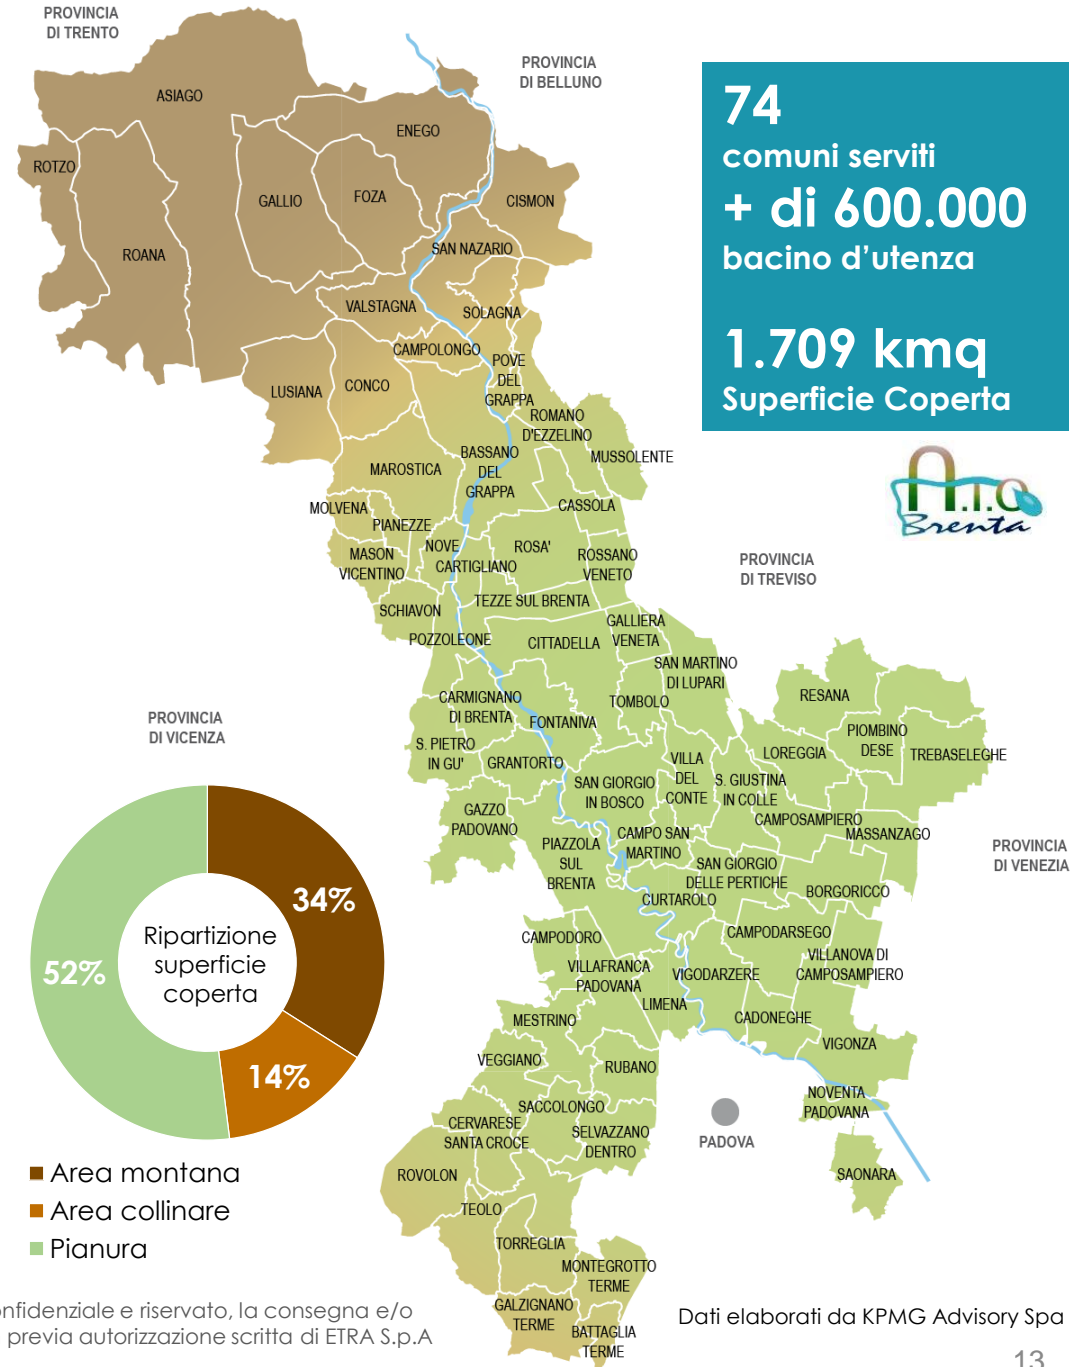 PROVINCIA
DI TRENTO
PROVINCIA
DI BELLUNO
74
comuni serviti
+ di 600.000
bacino d'utenza
1.709 kmq
Superficie Coperta
A.T.O
Brenta
ASIAGO
ENEGO
ROTZO
GALLIO
FOZA
CISMON
ROANA
SAN NAZARIO
VALSTAGNA
SOLAGNA
CAMPOLONGO
POVE
DEL
GRAPPA
LUSIANA
CONCO
ROMANO
D'EZZELINO
BASSANO
DEL
GRAPPA
MUSSOLENTE
MAROSTICA
MOLVENA
PIANEZZE
CASSOLA
MASON
VICENTINO
NOVE
CARTIGLIANO
ROSA'
ROSSANO
VENETO
PROVINCIA
DI TREVISO
SCHIAVON
TEZZE SUL BRENTA
GALLIERA
VENETA
POZZOLEONE
CITTADELLA
SAN MARTINO
DI LUPARI
CARMIGNANO
DI BRENTA
TOMBOLO
RESANA
FONTANIVA
PROVINCIA
DI VICENZA
S. PIETRO
IN GU'
GRANTORTO
PIOMBINO
DESE
LOREGGIA
TREBASELEGHE
VILLA
DEL
CONTE
SAN GIORGIO
IN BOSCO
S. GIUSTINA
IN COLLE
GAZZO
PADOVANO
CAMPOSAMPIERO
MASSANZAGO
PIAZZOLA
SUL
BRENTA
CAMPO SAN
MARTINO
SAN GIORGIO
DELLE PERTICHE
PROVINCIA
DI VENEZIA
BORGORICCO
CURTAROLO
CAMPODORO
CAMPODARSEGO
VILLANOVA DI
CAMPOSAMPIERO
VILLAFRANCA
PADOVANA
VIGODARZERE
LIMENA
MESTRINO
CADONEGHE
VIGONZA
VEGGIANO
RUBANO
NOVENTA
PADOVANA
SACCOLONGO
CERVARESE
SANTA CROCE
SELVAZZANO
DENTRO
PADOVA
ROVOLON
SAONARA
TEOLO
TORREGLIA
MONTEGROTTO
TERME
GALZIGNANO
TERME
BATTAGLIA
TERME
34%
52%
14%
Ripartizione
superficie
coperta
Area montana
Area collinare
Pianura
onfidenziale e riservato, la consegna e/o
previa autorizzazione scritta di ETRA S.p.A
Dati elaborati da KPMG Advisory Spa
13